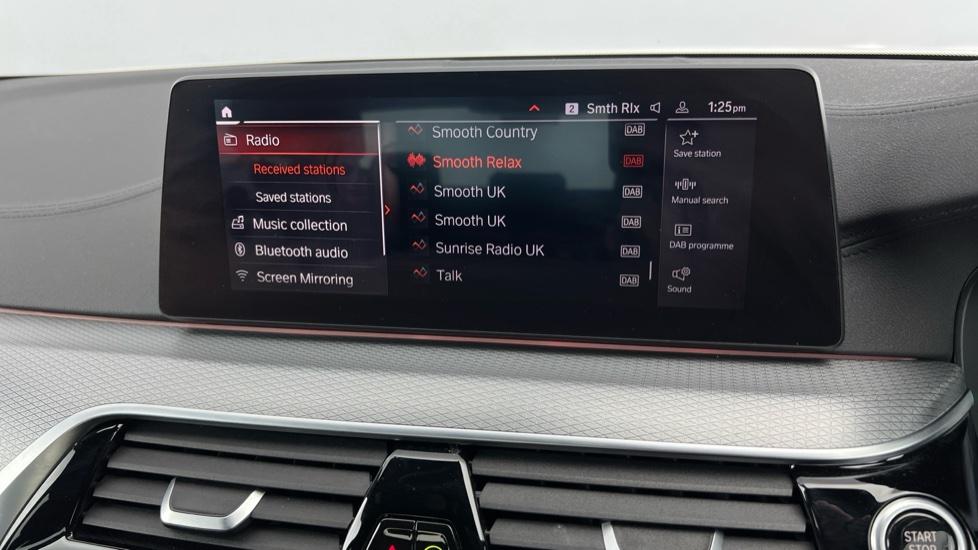 2 Smth Rlx 1:25pm
Radio
Received stations
Saved stations
Music collection
Bluetooth audio
Screen Mirroring
Smooth Country DAB
Smooth Relax DAB
Smooth UK DAB
Smooth UK DAB
Sunrise Radio UK DAB
Talk DAB
Save station
Manual search
DAB programme
Sound
START
STOP